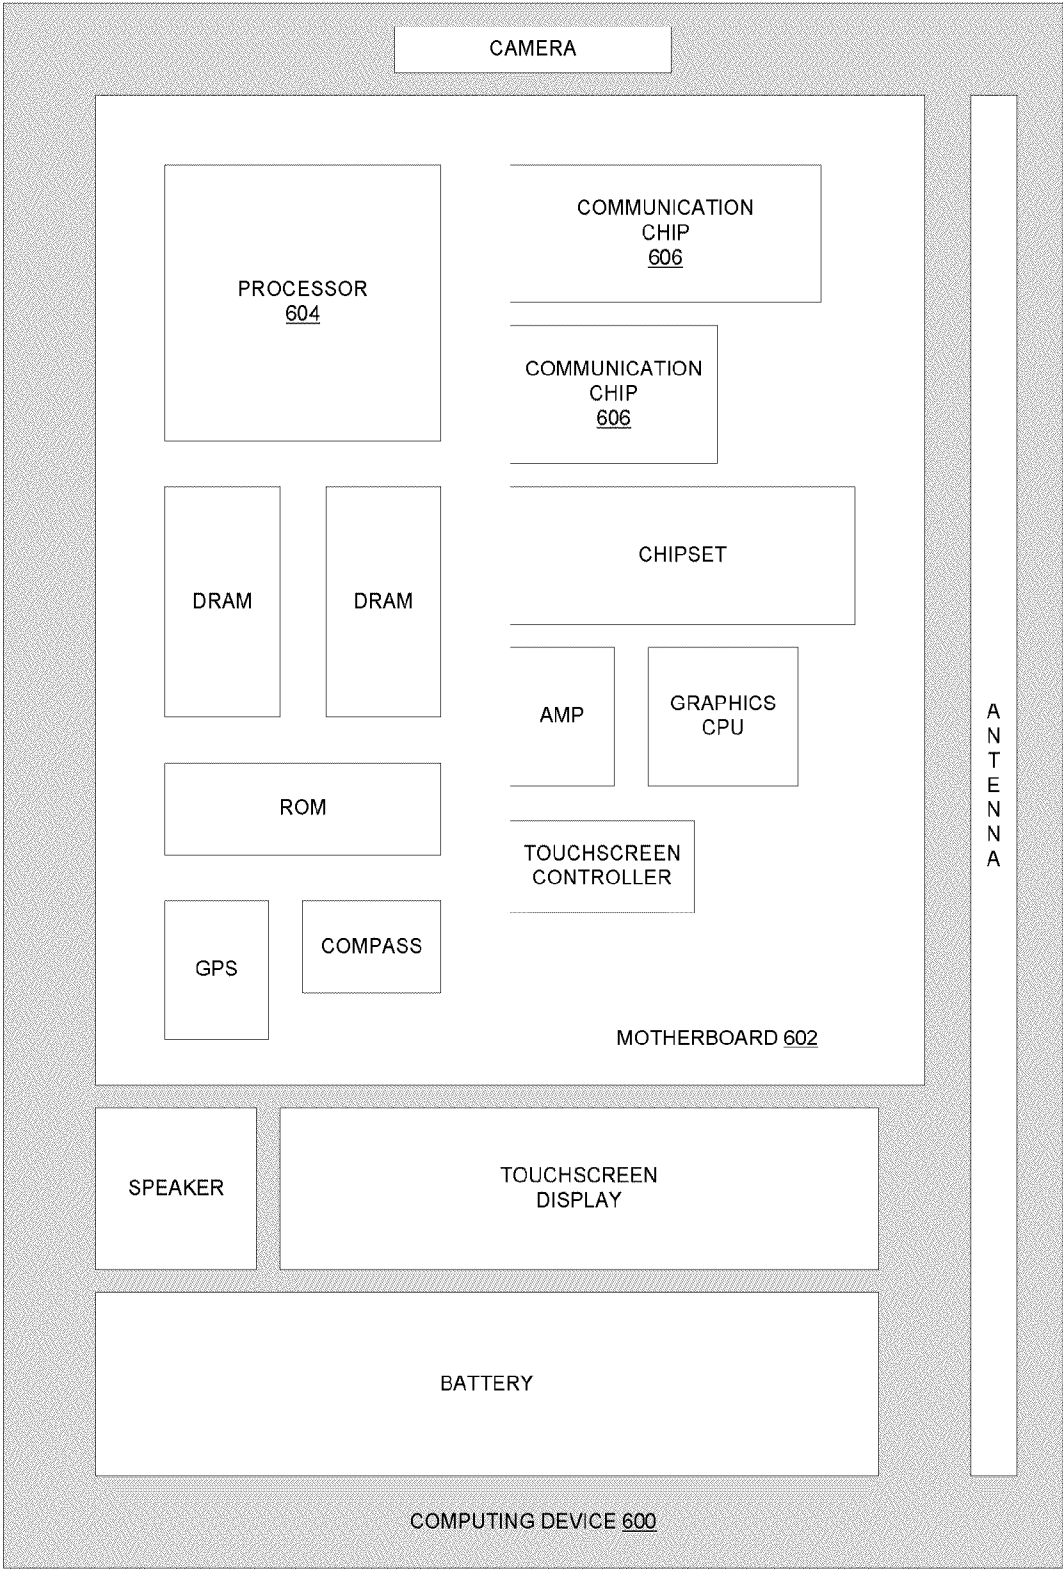 CAMERA
PROCESSOR
604
COMMUNICATION
CHIP
606
COMMUNICATION
CHIP
606
DRAM
DRAM
CHIPSET
AMP
GRAPHICS
CPU
ROM
TOUCHSCREEN
CONTROLLER
GPS
COMPASS
MOTHERBOARD 602
A
N
T
E
N
N
A
SPEAKER
TOUCHSCREEN
DISPLAY
BATTERY
COMPUTING DEVICE 600